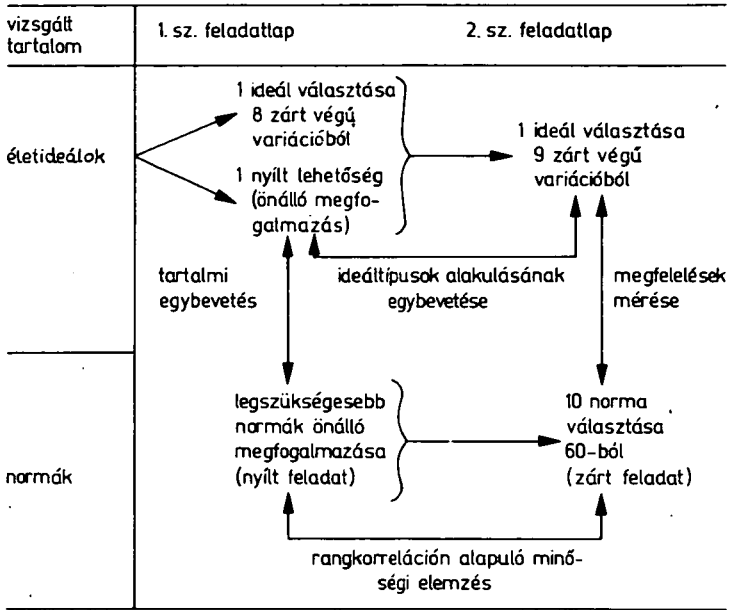 vizsgált
tartalom
1. sz. feladatlap
2. sz. feladatlap
életideálok
1 ideál választása
8 zárt végű
variációból
1 nyílt lehetőség
(önálló megfo-
galmazás)
1 ideál választása
9 zárt végű
variációból
tartalmi
egybevetés
ideáltípusok alakulásának
egybevetése
megfelelések
mérése
normák
legszükségesebb
normák önálló
megfogalmazása
(nyílt feladat)
10 norma
választása
60-ból
(zárt feladat)
rangkorreláción alapuló minő-
ségi elemzés